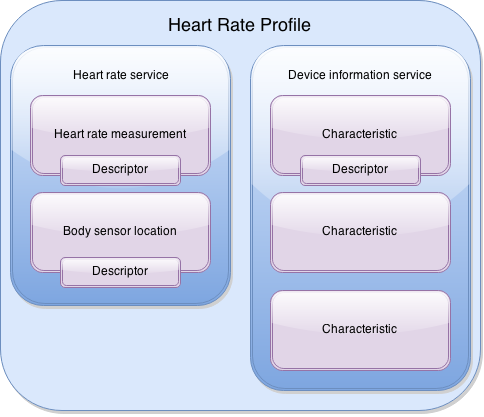 Heart Rate Profile
Heart rate service
Heart rate measurement
Descriptor
Body sensor location
Descriptor
Device information service
Characteristic
Descriptor
Characteristic
Characteristic